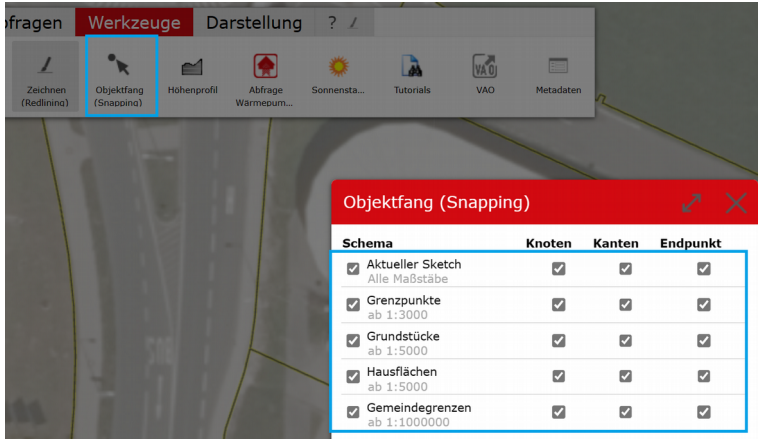 fragen Werkzeuge Darstellung ?
Zeichnen (Redlining)
Objektfang (Snapping)
Höhenprofil
Abfrage Wärmepum...
Sonnensta...
Tutorials
VAO
VAO
Metadaten
Objektfang (Snapping)
Schema Knoten Kanten Endpunkt
Aktueller Sketch
Alle Maßstäbe
Grenzpunkte
ab 1:3000
Grundstücke
ab 1:5000
Hausflächen
ab 1:5000
Gemeindegrenzen
ab 1:1000000